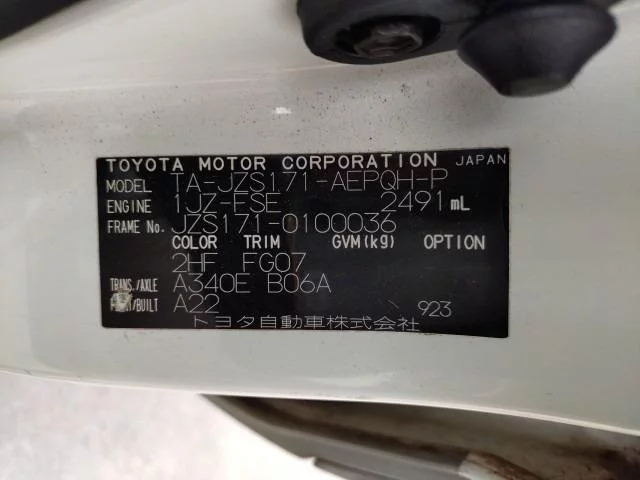 TOYOTA MOTOR CORPORATION JAPAN
MODEL TA-JZS171-AEPQH-P
ENGINE 1JZ-FSE 2491mL
FRAME No. JZS171-0100036
COLOR TRIM GVM(kg) OPTION
2HF FG07
TRANS./AXLE A340E B06A
/BUILT A22 923
トヨタ自動車株式会社